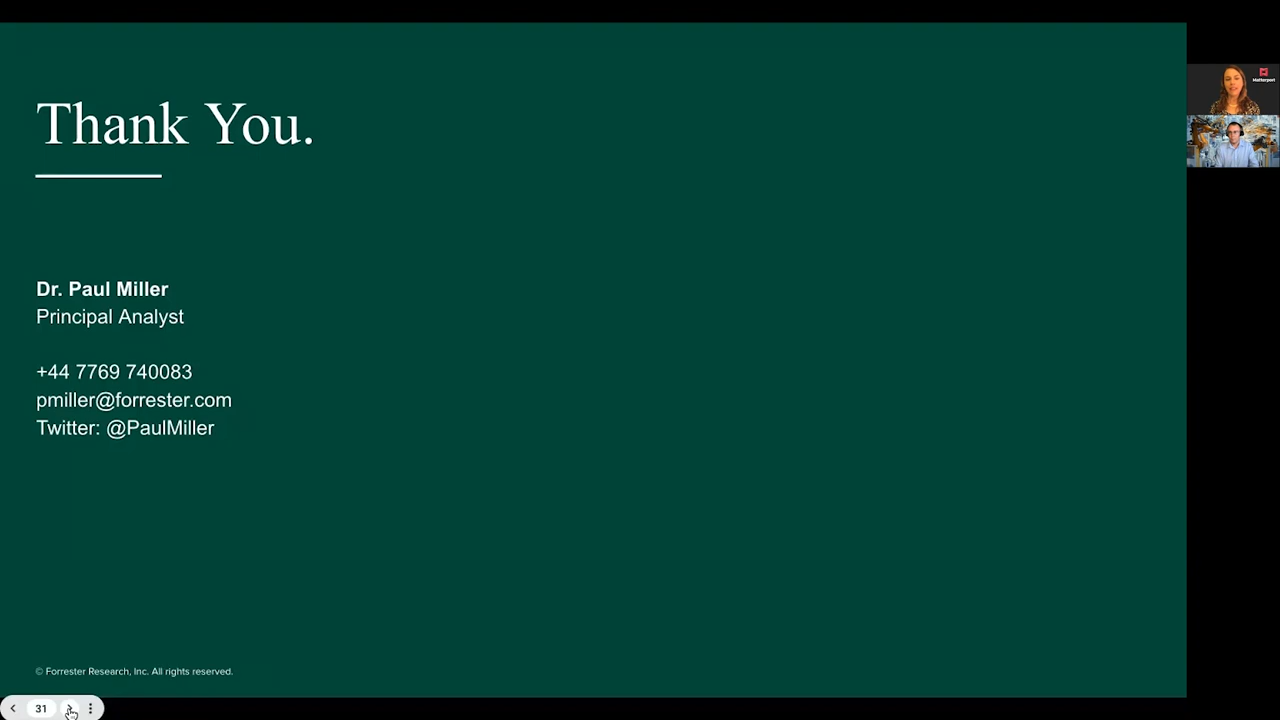 Thank You.
Dr. Paul Miller
Principal Analyst
+44 7769 740083
pmiller@forrester.com
Twitter: @PaulMiller
© Forrester Research, Inc. All rights reserved.
31
Matterport